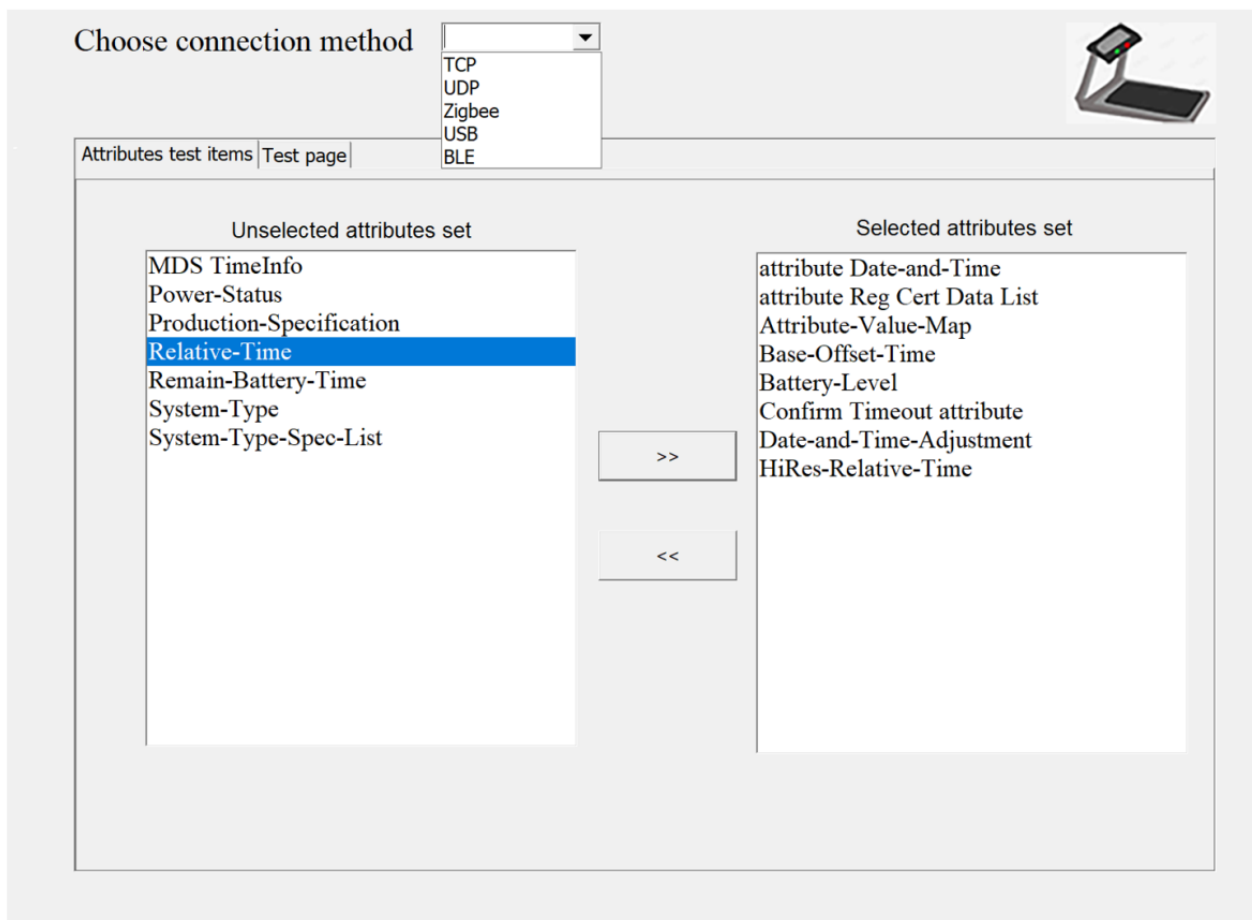 Choose connection method
TCP
UDP
Zigbee
USB
BLE
Attributes test items Test page
Unselected attributes set
MDS TimeInfo
Power-Status
Production-Specification
Relative-Time
Remain-Battery-Time
System-Type
System-Type-Spec-List
>>
<<
Selected attributes set
attribute Date-and-Time
attribute Reg Cert Data List
Attribute-Value-Map
Base-Offset-Time
Battery-Level
Confirm Timeout attribute
Date-and-Time-Adjustment
HiRes-Relative-Time